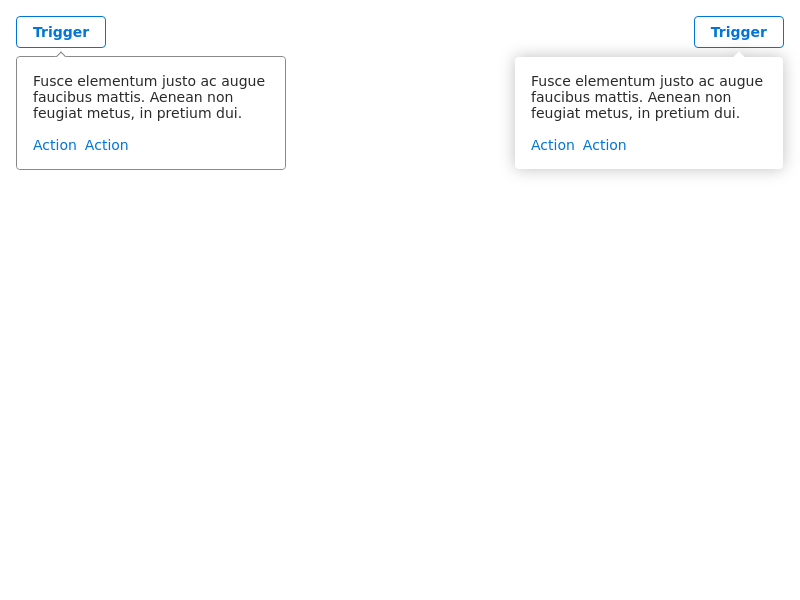 Trigger
Fusce elementum justo ac augue
faucibus mattis. Aenean non
feugiat metus, in pretium dui.
Action Action
Trigger
Fusce elementum justo ac augue
faucibus mattis. Aenean non
feugiat metus, in pretium dui.
Action Action